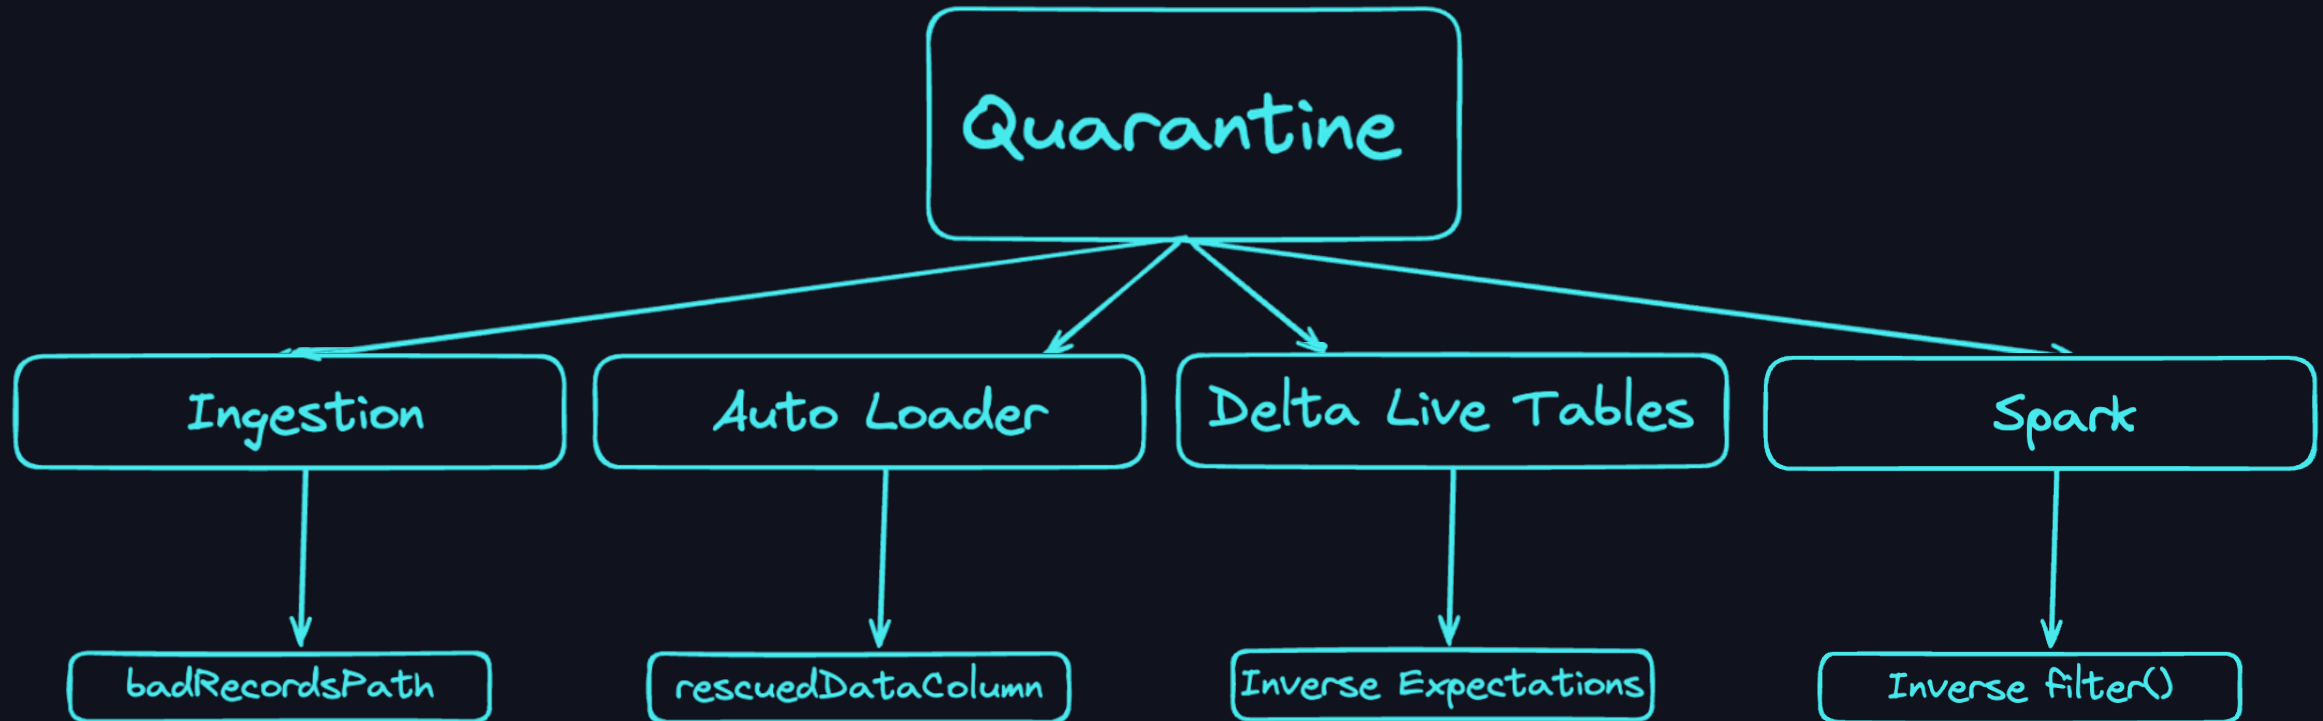 Quarantine
Ingestion
Auto Loader
Delta Live Tables
Spark
badRecordsPath
rescuedDataColumn
Inverse Expectations
Inverse filter()